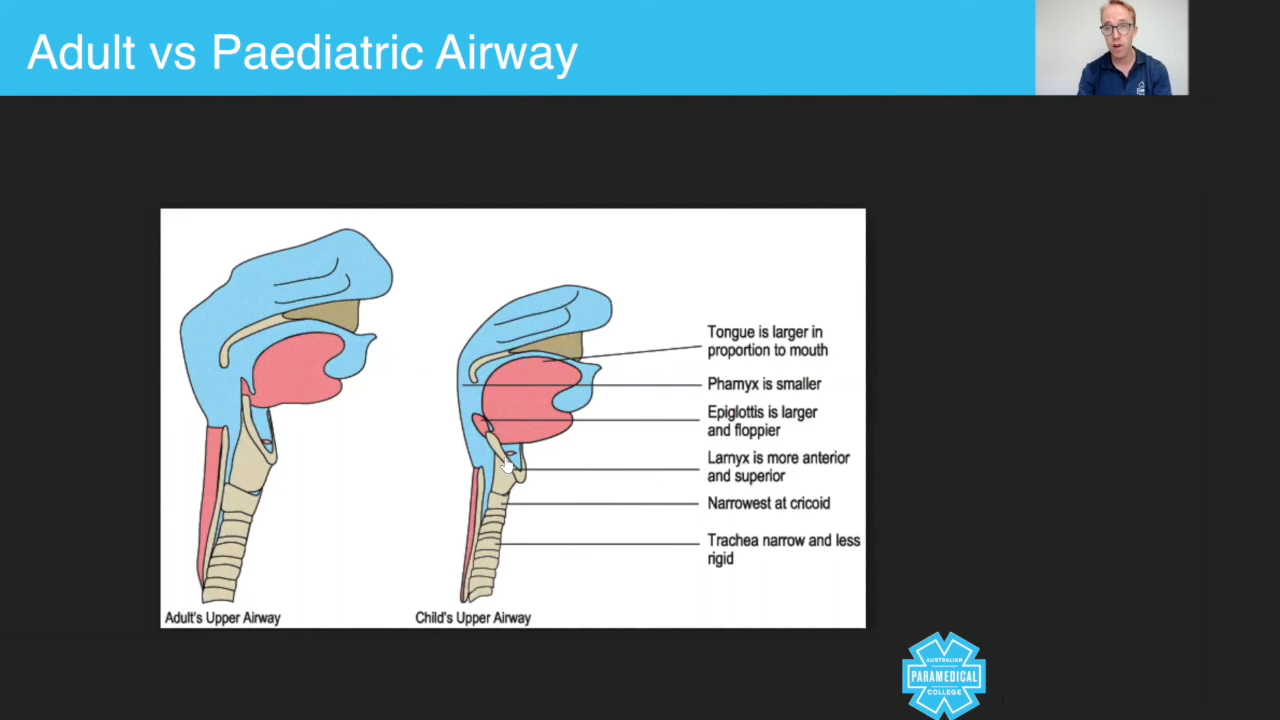 Adult vs Paediatric Airway
Tongue is larger in
proportion to mouth
Pharnyx is smaller
Epiglottis is larger
and floppier
Larnyx is more anterior
and superior
Narrowest at cricoid
Trachea narrow and less
rigid
Adult's Upper Airway
Child's Upper Airway
AUSTRALIAN
PARAMEDICAL
COLLEGE